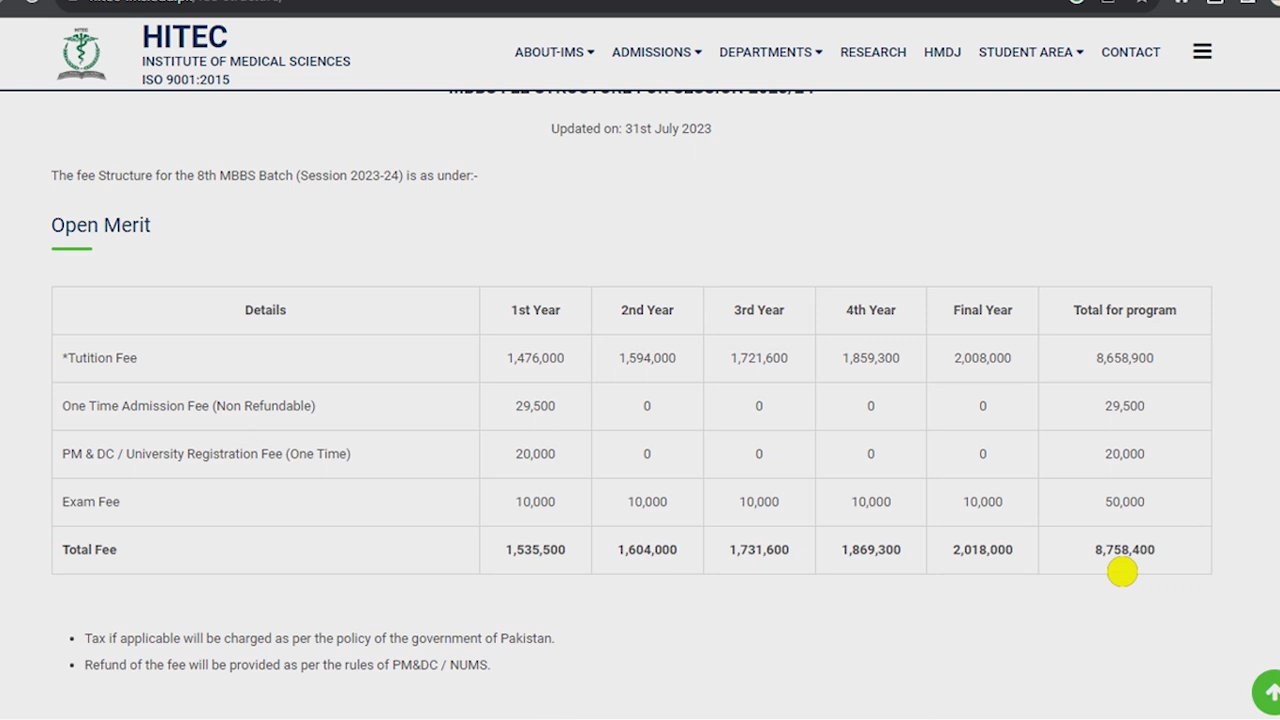 HITEC
INSTITUTE OF MEDICAL SCIENCES
ISO 9001:2015
ABOUT-IMS ADMISSIONS DEPARTMENTS RESEARCH HMDJ STUDENT AREA CONTACT
MBBS FEE STRUCTURE FOR SESSION 2023/24
Updated on: 31st July 2023
The fee Structure for the 8th MBBS Batch (Session 2023-24) is as under:-
Open Merit
Details 1st Year 2nd Year 3rd Year 4th Year Final Year Total for program
*Tutition Fee 1,476,000 1,594,000 1,721,600 1,859,300 2,008,000 8,658,900
One Time Admission Fee (Non Refundable) 29,500 0 0 0 0 29,500
PM & DC / University Registration Fee (One Time) 20,000 0 0 0 0 20,000
Exam Fee 10,000 10,000 10,000 10,000 10,000 50,000
Total Fee 1,535,500 1,604,000 1,731,600 1,869,300 2,018,000 8,758,400
• Tax if applicable will be charged as per the policy of the government of Pakistan.
• Refund of the fee will be provided as per the rules of PM&DC / NUMS.